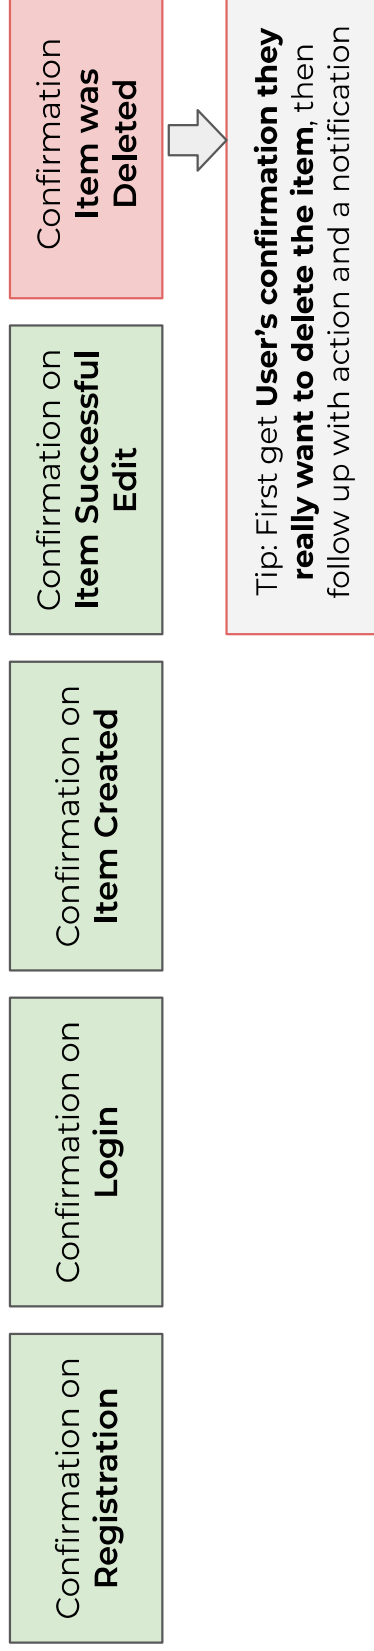 Confirmation on
Registration
Confirmation on
Login
Confirmation on
Item Created
Confirmation on
Item Successful
Edit
Confirmation
Item was
Deleted
Tip: First get User’s confirmation they
really want to delete the item, then
follow up with action and a notification